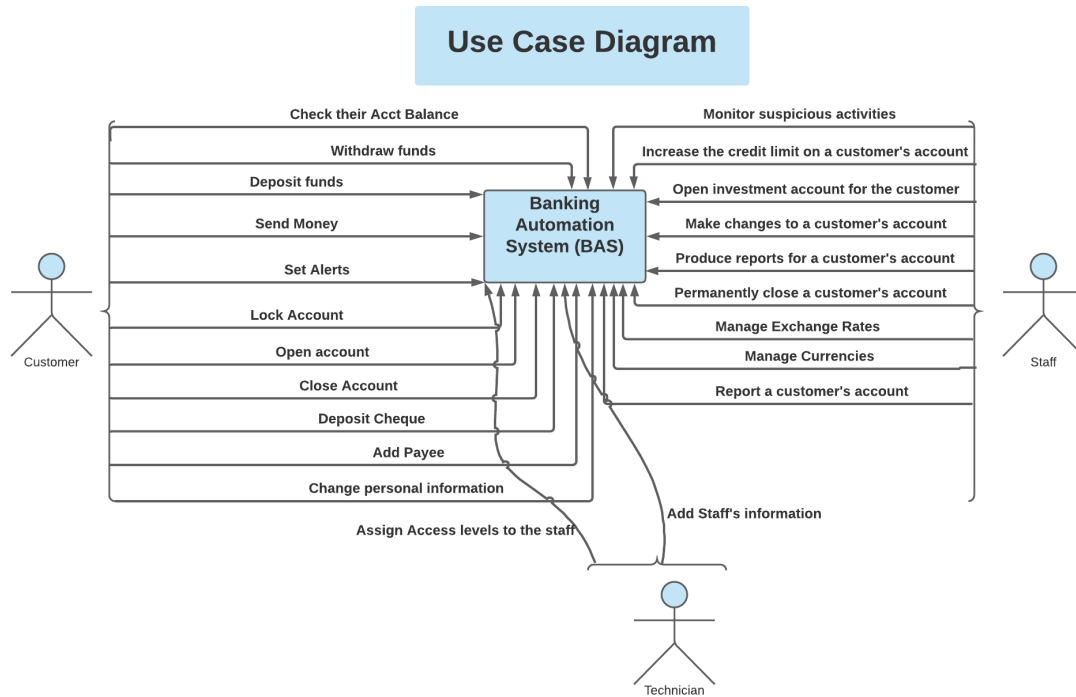 Use Case Diagram
Check their Acct Balance
Withdraw funds
Deposit funds
Send Money
Set Alerts
Lock Account
Open account
Close Account
Deposit Cheque
Add Payee
Change personal information
Customer
Banking
Automation
System (BAS)
Monitor suspicious activities
Increase the credit limit on a customer's account
Open investment account for the customer
Make changes to a customer's account
Produce reports for a customer's account
Permanently close a customer's account
Manage Exchange Rates
Manage Currencies
Report a customer's account
Staff
Assign Access levels to the staff
Add Staff's information
Technician